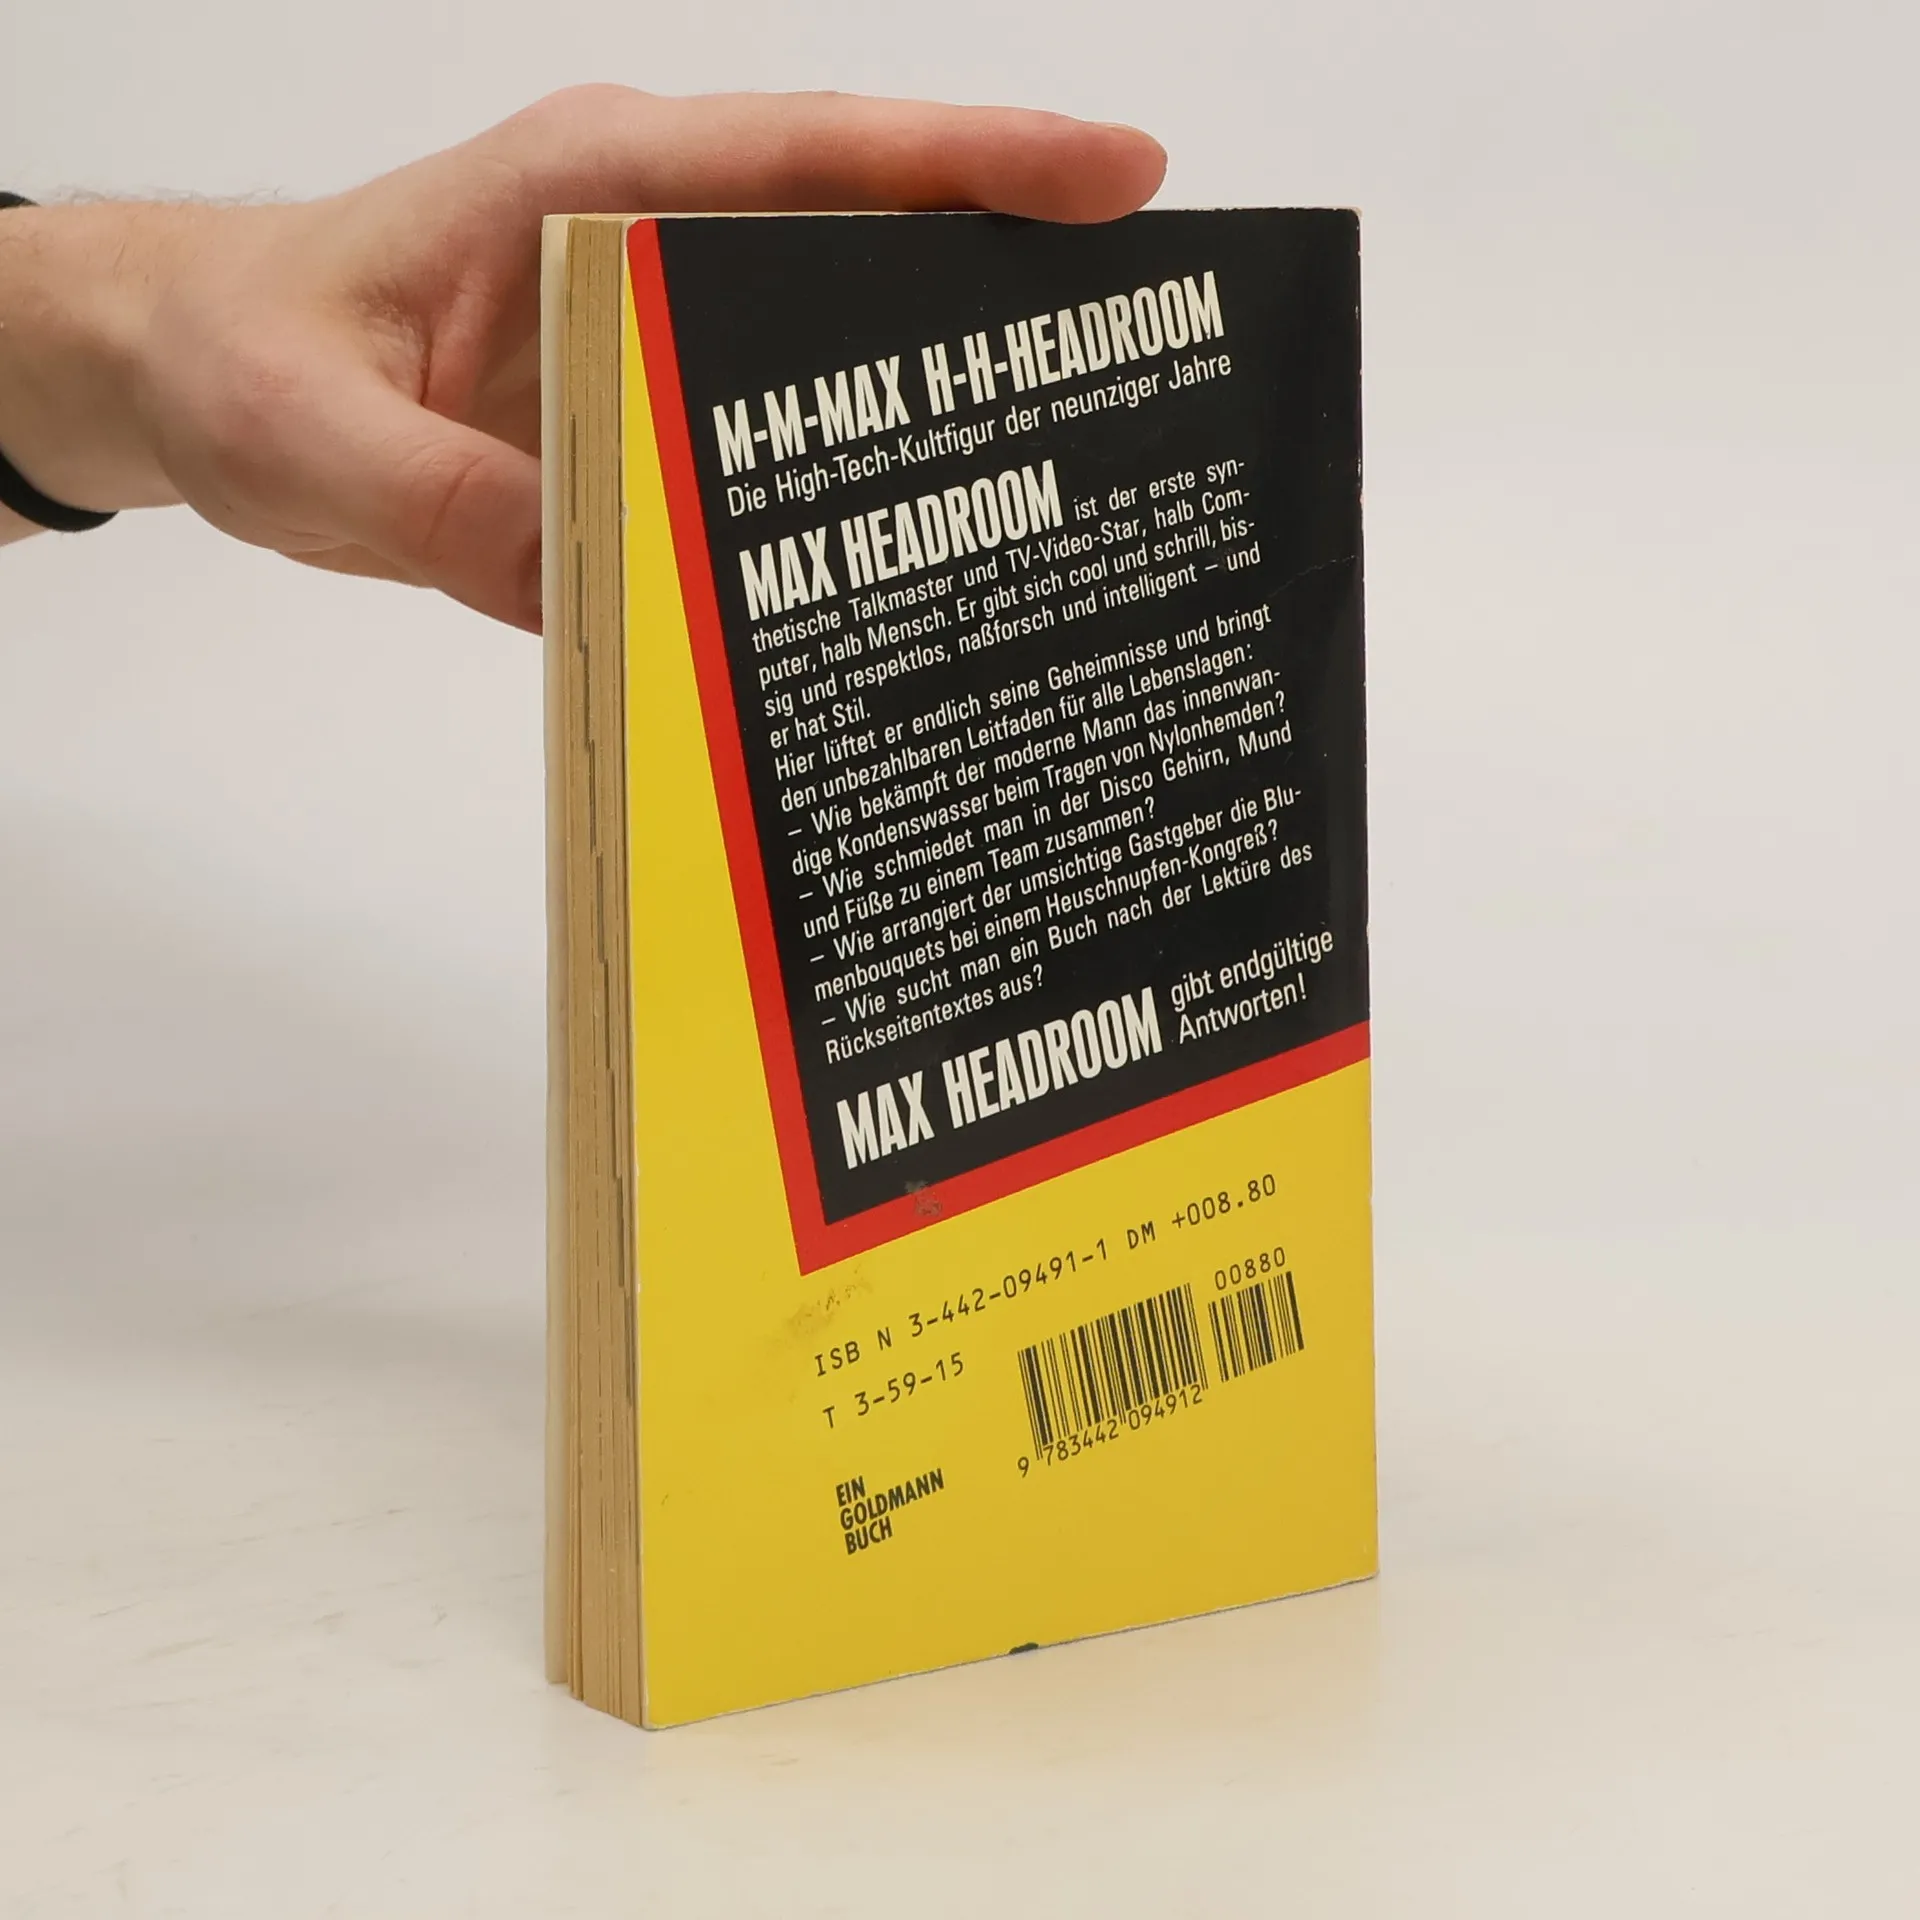 M-M-MAX H-H-HEADROOM
Die High-Tech-Kultfigur der neunziger Jahre
MAX HEADROOM ist der erste syn-
thetische Talkmaster und TV-Video-Star, halb Com-
puter, halb Mensch. Er gibt sich cool und schrill, bis-
sig und respektlos, naßforsch und intelligent – und
er hat Stil.
Hier lüftet er endlich seine Geheimnisse und bringt
den unbezahlbaren Leitfaden für alle Lebenslagen:
– Wie bekämpft der moderne Mann das innenwan-
dige Kondenswasser beim Tragen von Nylonhemden?
– Wie schmiedet man in der Disco Gehirn, Mund
und Füße zu einem Team zusammen?
– Wie arrangiert der umsichtige Gastgeber die Blu-
menbouquets bei einem Heuschnupfen-Kongreß?
– Wie sucht man ein Buch nach der Lektüre des
Rückseitentextes aus?
MAX HEADROOM gibt endgültige
Antworten!
ISB N 3-442-09491-1 DM +008.80
T 3-59-15
00880
9 783442 094912
EIN
GOLDMANN
BUCH